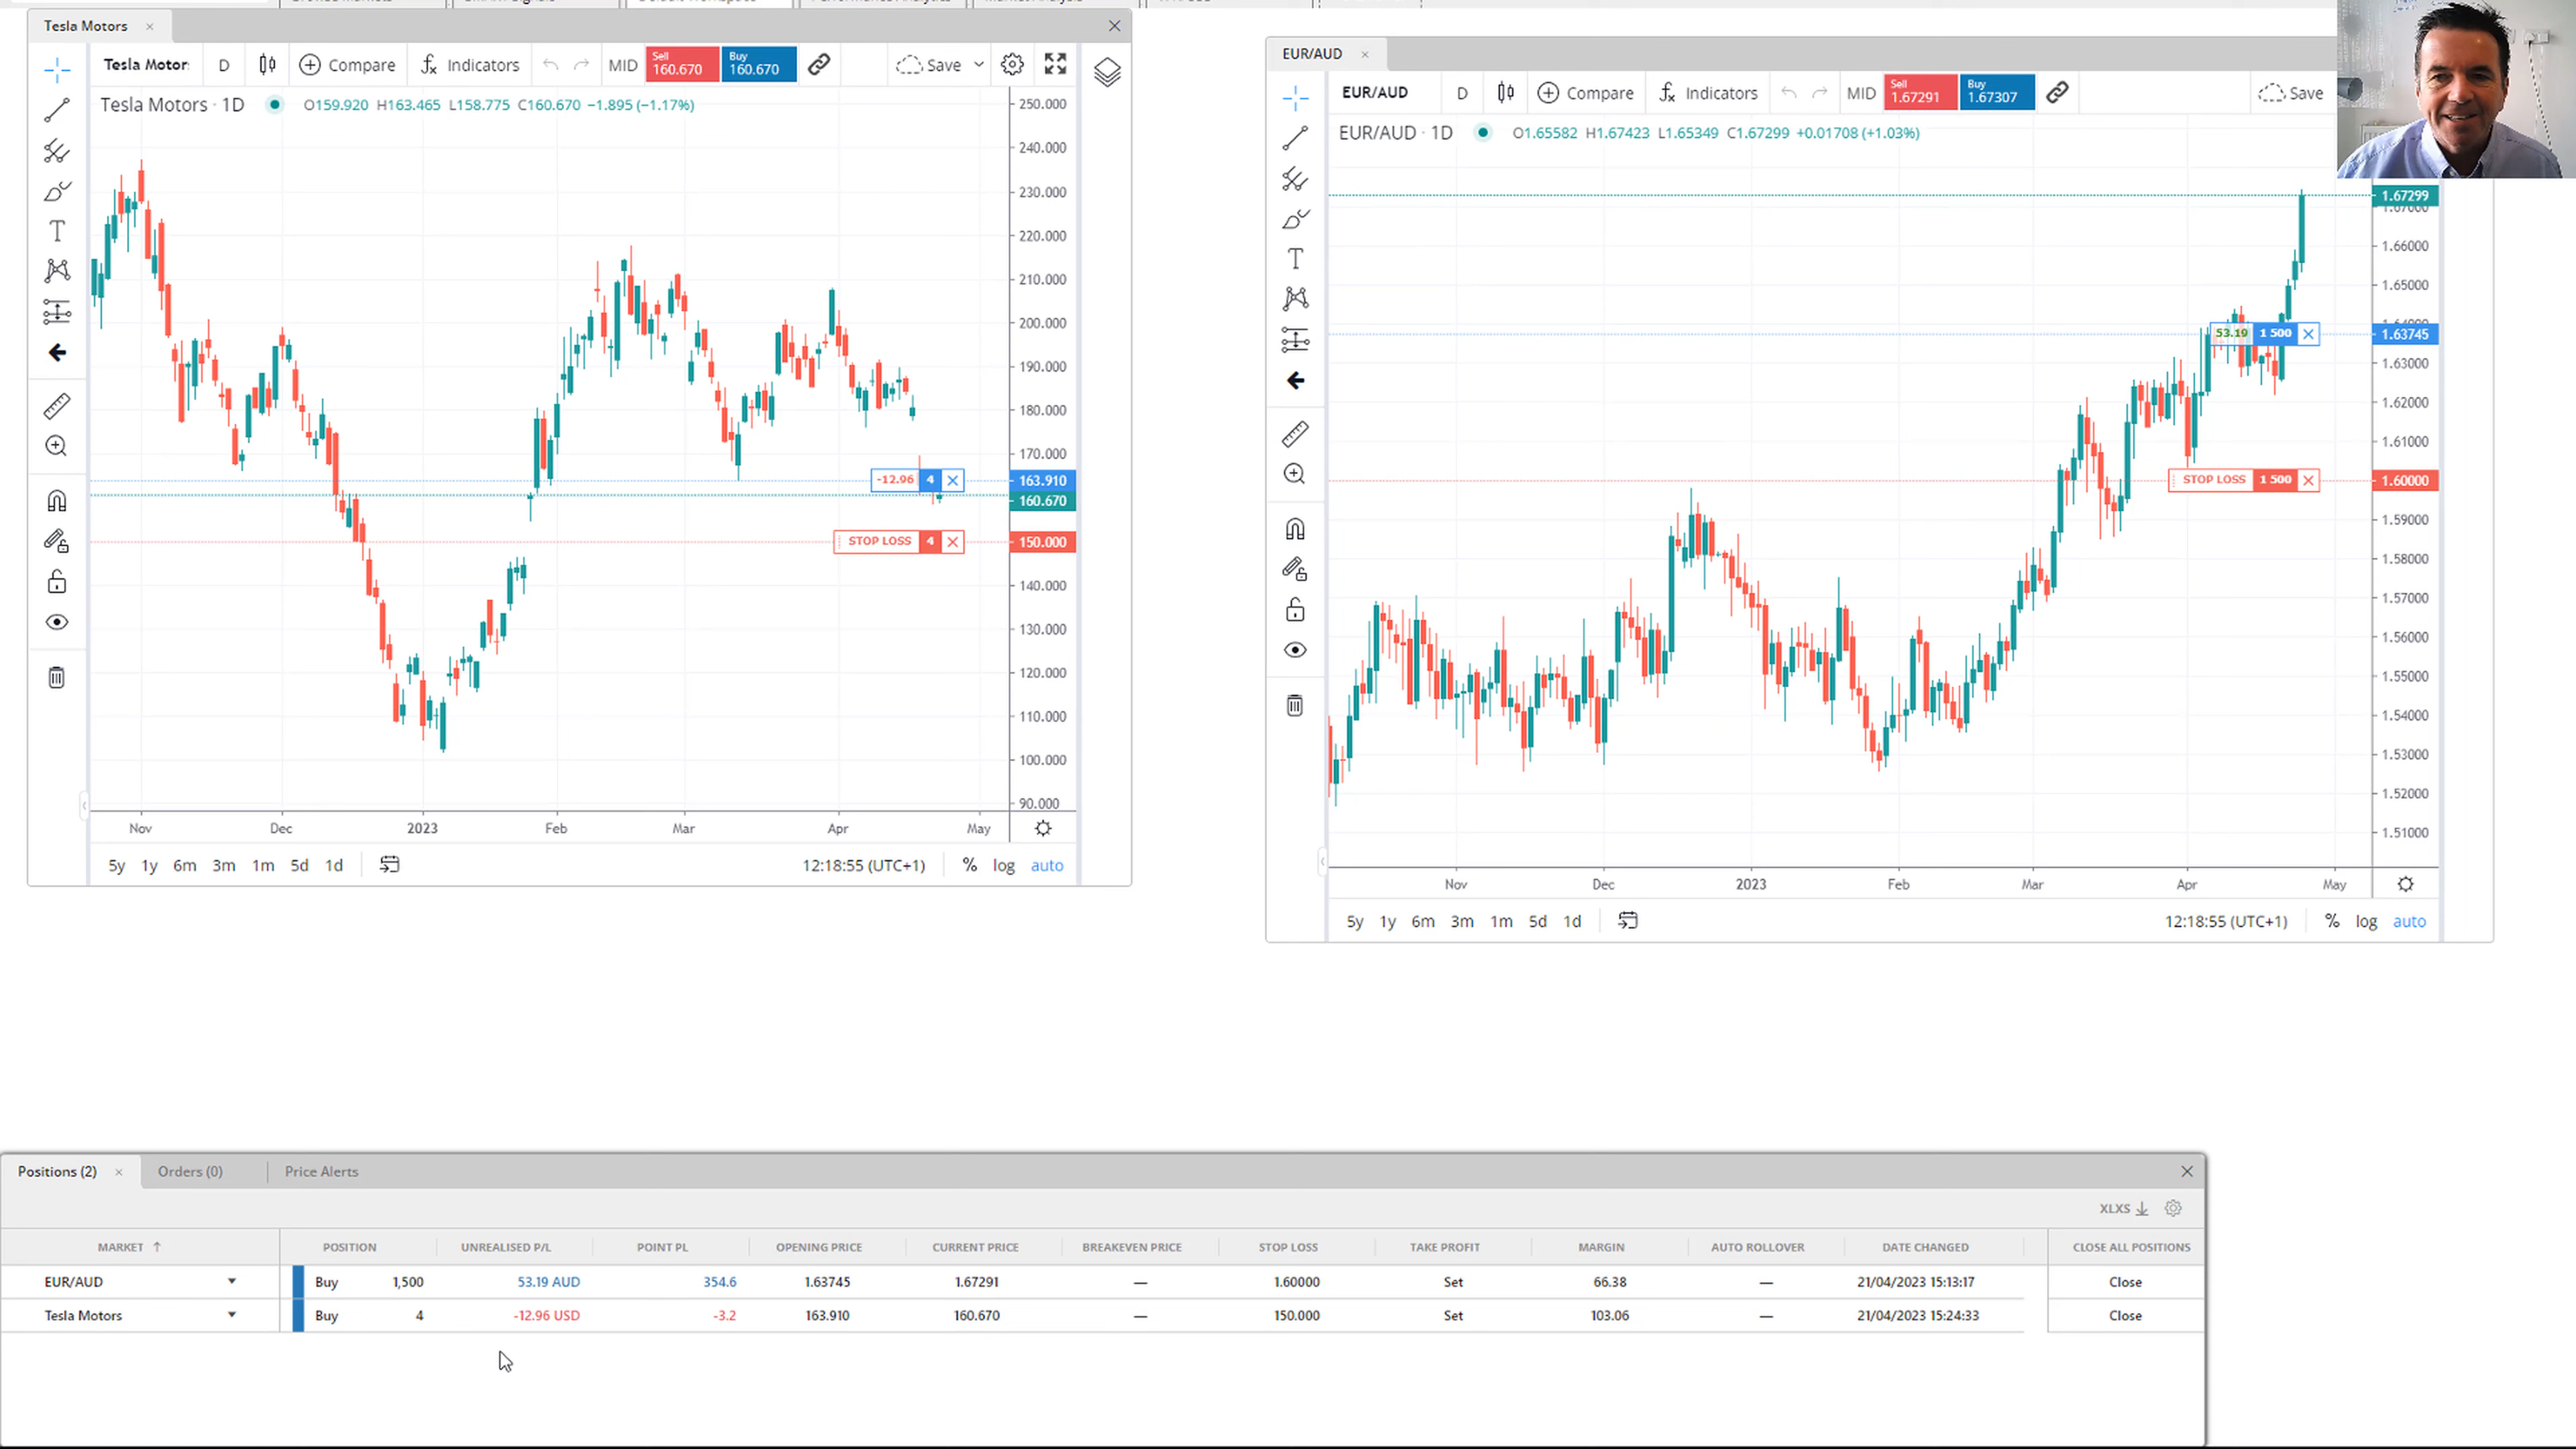 Tesla Motors
Tesla Motor: D Compare Indicators MID Sell 160.670 Buy 160.670 Save
Tesla Motors · 1D O159.920 H163.465 L158.775 C160.670 −1.895 (−1.17%)
250.000
240.000
230.000
220.000
210.000
200.000
190.000
180.000
170.000
-12.96 4 163.910
160.670
STOP LOSS 4 150.000
140.000
130.000
120.000
110.000
100.000
90.000
Nov Dec 2023 Feb Mar Apr May
5y 1y 6m 3m 1m 5d 1d 12:18:55 (UTC+1) % log auto
EUR/AUD
EUR/AUD D Compare Indicators MID Sell 1.67291 Buy 1.67307 Save
EUR/AUD · 1D O1.65582 H1.67423 L1.65349 C1.67299 +0.01708 (+1.03%)
1.67299
1.67000
1.66000
1.65000
1.64000
53.19 1 500 1.63745
1.63000
1.62000
1.61000
STOP LOSS 1 500 1.60000
1.59000
1.58000
1.57000
1.56000
1.55000
1.54000
1.53000
1.52000
1.51000
Nov Dec 2023 Feb Mar Apr May
5y 1y 6m 3m 1m 5d 1d 12:18:55 (UTC+1) % log auto
Positions (2) Orders (0) Price Alerts
XLXS
MARKET POSITION UNREALISED P/L POINT PL OPENING PRICE CURRENT PRICE BREAKEVEN PRICE STOP LOSS TAKE PROFIT MARGIN AUTO ROLLOVER DATE CHANGED CLOSE ALL POSITIONS
EUR/AUD Buy 1,500 53.19 AUD 354.6 1.63745 1.67291 — 1.60000 Set 66.38 — 21/04/2023 15:13:17 Close
Tesla Motors Buy 4 -12.96 USD -3.2 163.910 160.670 — 150.000 Set 103.06 — 21/04/2023 15:24:33 Close